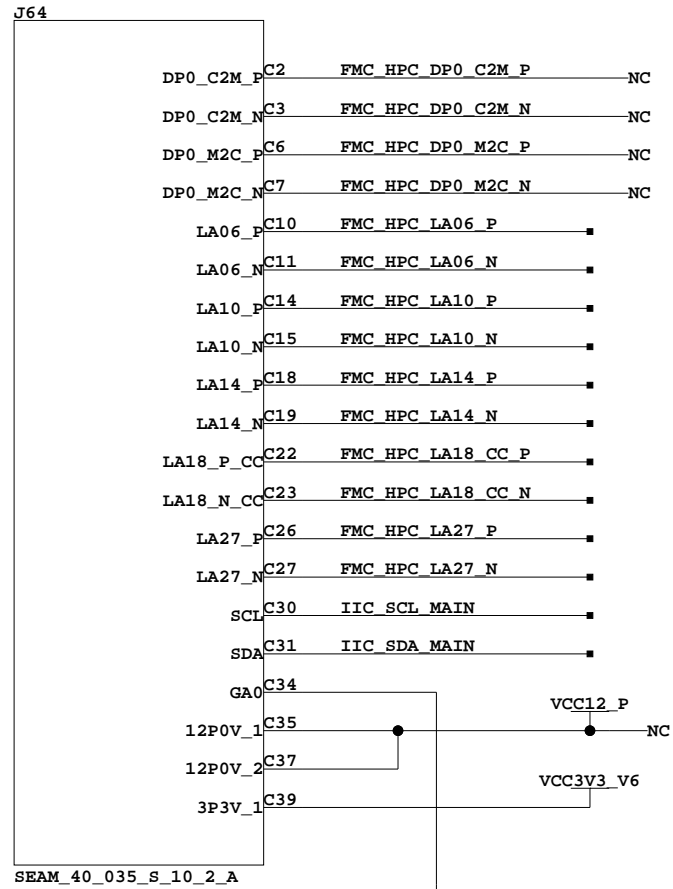 J64
DP0_C2M_P C2 FMC_HPC_DP0_C2M_P NC
DP0_C2M_N C3 FMC_HPC_DP0_C2M_N NC
DP0_M2C_P C6 FMC_HPC_DP0_M2C_P NC
DP0_M2C_N C7 FMC_HPC_DP0_M2C_N NC
LA06_P C10 FMC_HPC_LA06_P
LA06_N C11 FMC_HPC_LA06_N
LA10_P C14 FMC_HPC_LA10_P
LA10_N C15 FMC_HPC_LA10_N
LA14_P C18 FMC_HPC_LA14_P
LA14_N C19 FMC_HPC_LA14_N
LA18_P_CC C22 FMC_HPC_LA18_CC_P
LA18_N_CC C23 FMC_HPC_LA18_CC_N
LA27_P C26 FMC_HPC_LA27_P
LA27_N C27 FMC_HPC_LA27_N
SCL C30 IIC_SCL_MAIN
SDA C31 IIC_SDA_MAIN
GA0 C34
VCC12_P
12P0V_1 C35 NC
12P0V_2 C37
VCC3V3_V6
3P3V_1 C39
SEAM_40_035_S_10_2_A